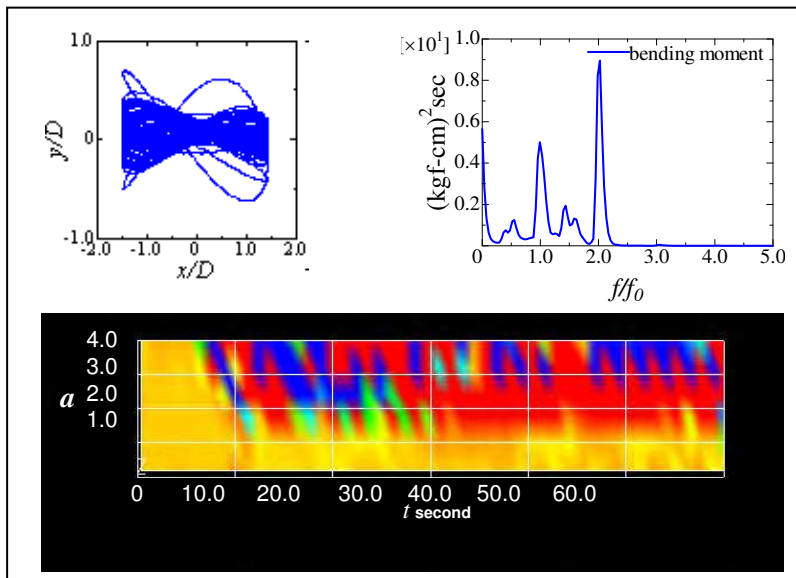 1.0
y/D
0
-1.0
-2.0 -1.0 0 1.0 2.0
x/D
[×10¹] 1.0
bending moment
0.8
(kgf-cm)² sec
0.6
0.4
0.2
0 1.0 2.0 3.0 4.0 5.0
f/f₀
4.0
3.0
a 2.0
1.0
Z
0 10.0 20.0 30.0 40.0 50.0 60.0
t second